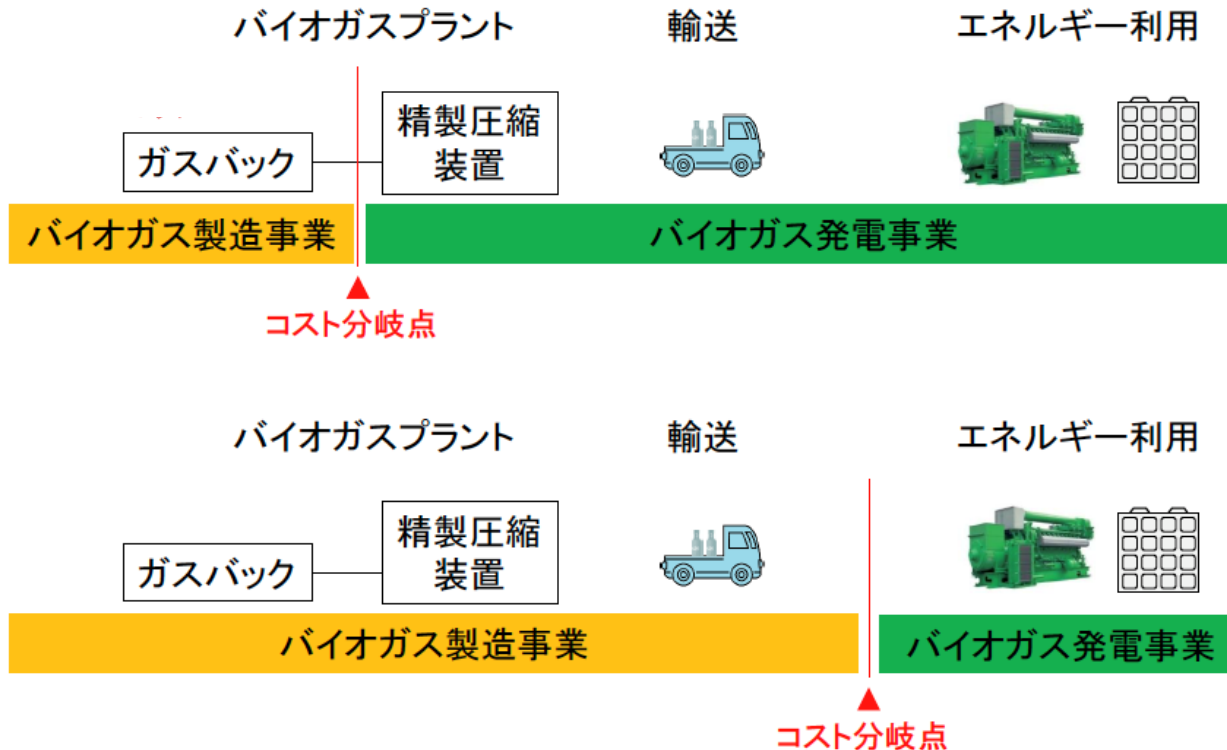 バイオガスプラント 輸送 エネルギー利用
ガスバック
精製圧縮
装置
バイオガス製造事業 バイオガス発電事業
コスト分岐点
バイオガスプラント 輸送 エネルギー利用
ガスバック
精製圧縮
装置
バイオガス製造事業 バイオガス発電事業
コスト分岐点